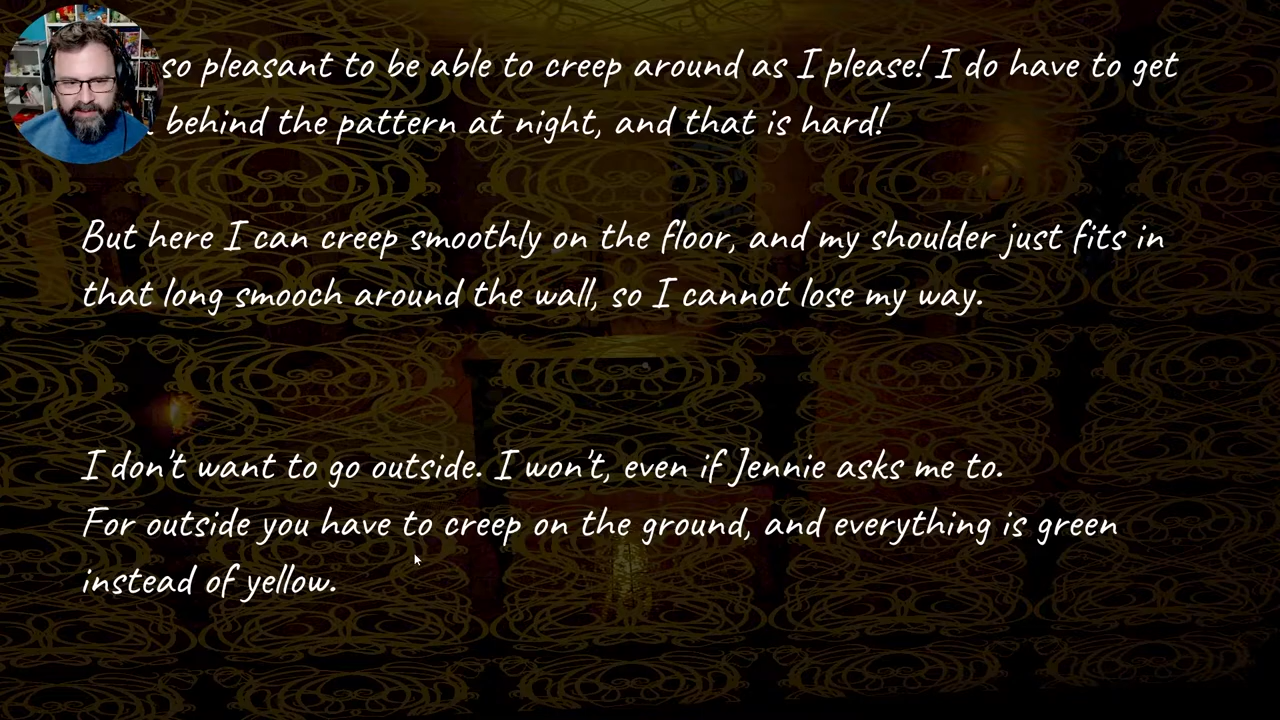 so pleasant to be able to creep around as I please! I do have to get
behind the pattern at night, and that is hard!
But here I can creep smoothly on the floor, and my shoulder just fits in
that long smooch around the wall, so I cannot lose my way.
I don't want to go outside. I won't, even if Jennie asks me to.
For outside you have to creep on the ground, and everything is green
instead of yellow.